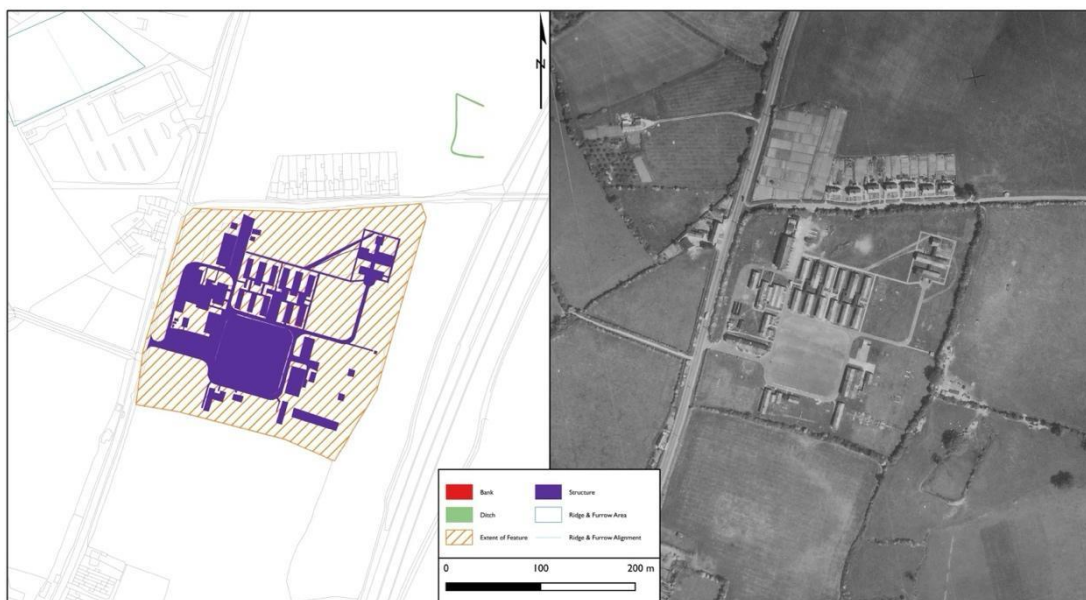 N
Bank
Structure
Ditch
Ridge & Furrow Area
Extent of Feature
Ridge & Furrow Alignment
0 100 200 m